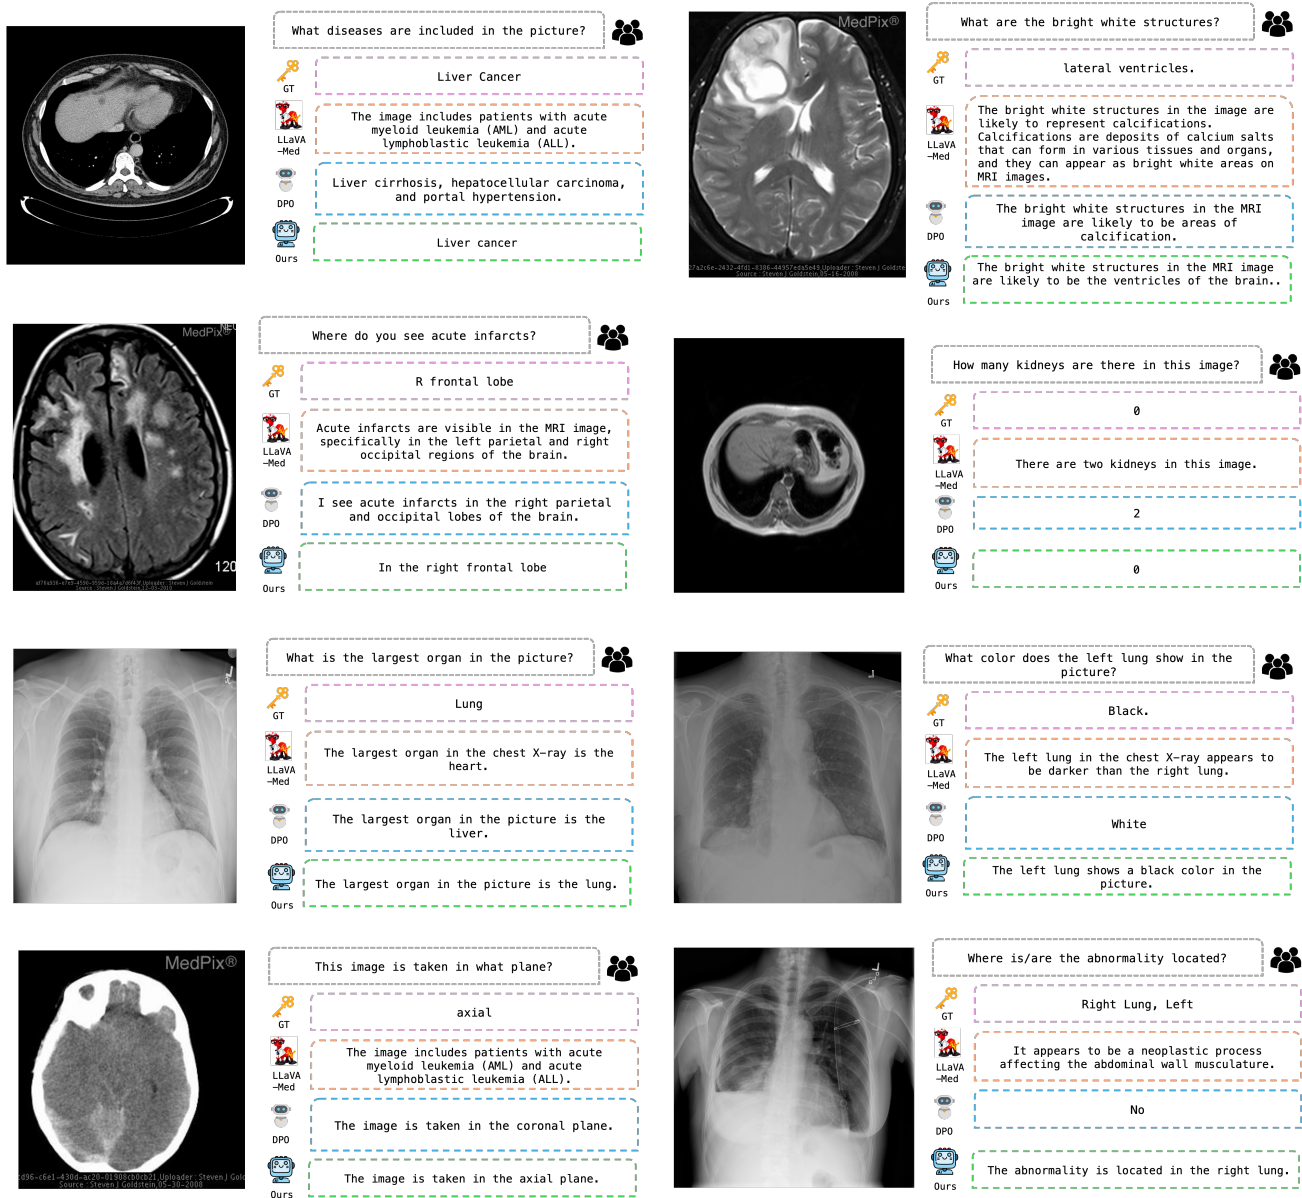 What diseases are included in the picture?
GT
Liver Cancer
LLaVA
-Med
The image includes patients with acute
myeloid leukemia (AML) and acute
lymphoblastic leukemia (ALL).
DPO
Liver cirrhosis, hepatocellular carcinoma,
and portal hypertension.
Ours
Liver cancer
MedPix®
What are the bright white structures?
GT
lateral ventricles.
LLaVA
-Med
The bright white structures in the image are
likely to represent calcifications.
Calcifications are deposits of calcium salts
that can form in various tissues and organs,
and they can appear as bright white areas on
MRI images.
DPO
The bright white structures in the MRI
image are likely to be areas of
calcification.
Ours
The bright white structures in the MRI image
are likely to be the ventricles of the brain..
Source : Steven J Goldstein,05-16-2008
MedPix®
Where do you see acute infarcts?
GT
R frontal lobe
LLaVA
-Med
Acute infarcts are visible in the MRI image,
specifically in the left parietal and right
occipital regions of the brain.
DPO
I see acute infarcts in the right parietal
and occipital lobes of the brain.
Ours
In the right frontal lobe
120
How many kidneys are there in this image?
GT
0
LLaVA
-Med
There are two kidneys in this image.
DPO
2
Ours
0
What is the largest organ in the picture?
GT
Lung
LLaVA
-Med
The largest organ in the chest X-ray is the
heart.
DPO
The largest organ in the picture is the
liver.
Ours
The largest organ in the picture is the lung.
L
What color does the left lung show in the
picture?
GT
Black.
LLaVA
-Med
The left lung in the chest X-ray appears to
be darker than the right lung.
DPO
White
Ours
The left lung shows a black color in the
picture.
MedPix®
This image is taken in what plane?
GT
axial
LLaVA
-Med
The image includes patients with acute
myeloid leukemia (AML) and acute
lymphoblastic leukemia (ALL).
DPO
The image is taken in the coronal plane.
Ours
The image is taken in the axial plane.
Source : Steven J Goldstein,05-30-2008
L
Where is/are the abnormality located?
GT
Right Lung, Left
LLaVA
-Med
It appears to be a neoplastic process
affecting the abdominal wall musculature.
DPO
No
Ours
The abnormality is located in the right lung.